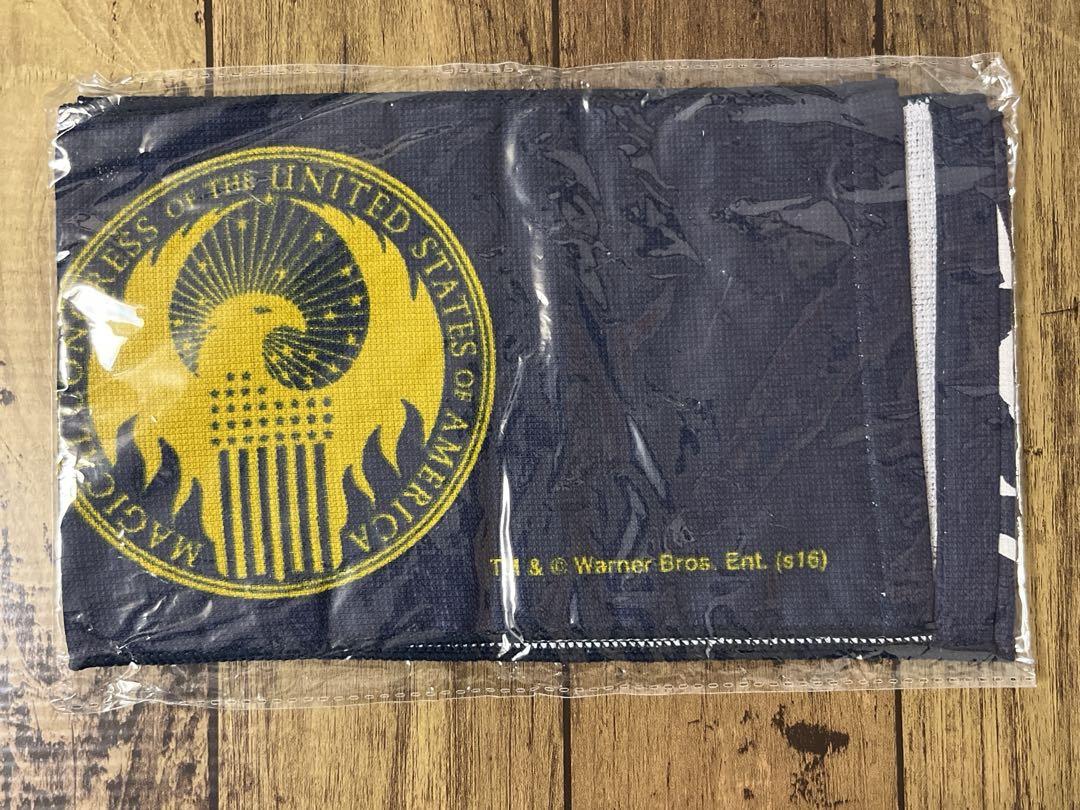 MAGICAL CONGRESS OF THE UNITED STATES OF AMERICA
TM & © Warner Bros. Ent. (s16)